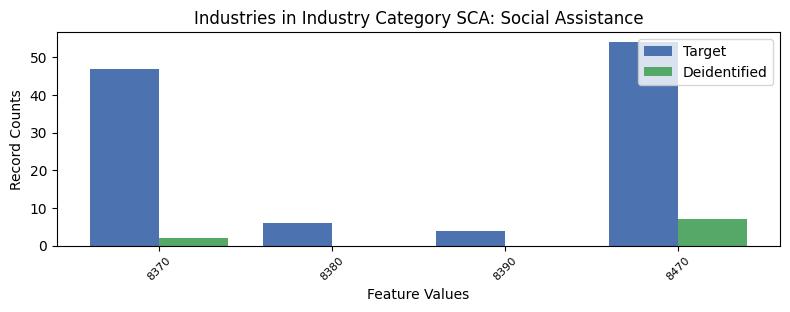 Industries in Industry Category SCA: Social Assistance
Target
Deidentified
Record Counts
50
40
30
20
10
0
8370
8380
8390
8470
Feature Values